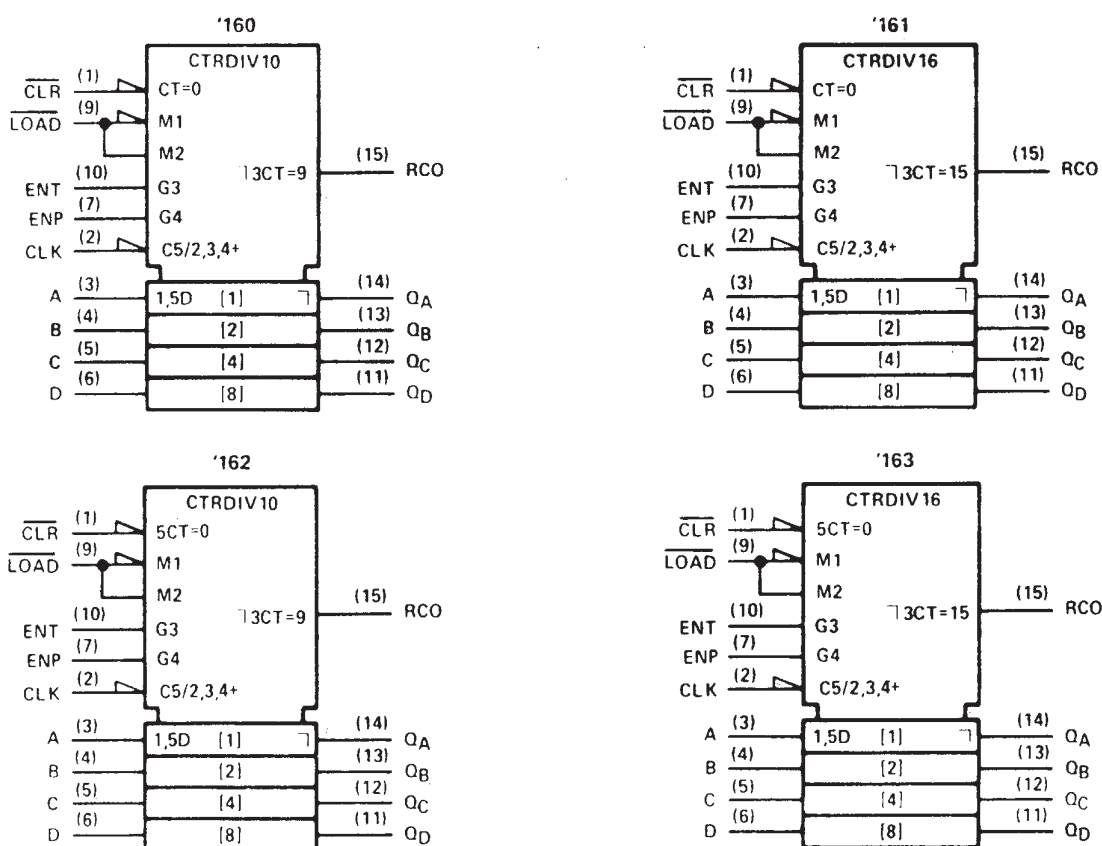 '160
CTRDIV10
CLR (1) CT=0
LOAD (9) M1
M2
3CT=9 (15) RCO
ENT (10) G3
ENP (7) G4
CLK (2) C5/2,3,4+
A (3) 1,5D [1] (14) QA
B (4) [2] (13) QB
C (5) [4] (12) QC
D (6) [8] (11) QD
'161
CTRDIV16
CLR (1) CT=0
LOAD (9) M1
M2
3CT=15 (15) RCO
ENT (10) G3
ENP (7) G4
CLK (2) C5/2,3,4+
A (3) 1,5D [1] (14) QA
B (4) [2] (13) QB
C (5) [4] (12) QC
D (6) [8] (11) QD
'162
CTRDIV10
CLR (1) 5CT=0
LOAD (9) M1
M2
3CT=9 (15) RCO
ENT (10) G3
ENP (7) G4
CLK (2) C5/2,3,4+
A (3) 1,5D [1] (14) QA
B (4) [2] (13) QB
C (5) [4] (12) QC
D (6) [8] (11) QD
'163
CTRDIV16
CLR (1) 5CT=0
LOAD (9) M1
M2
3CT=15 (15) RCO
ENT (10) G3
ENP (7) G4
CLK (2) C5/2,3,4+
A (3) 1,5D [1] (14) QA
B (4) [2] (13) QB
C (5) [4] (12) QC
D (6) [8] (11) QD